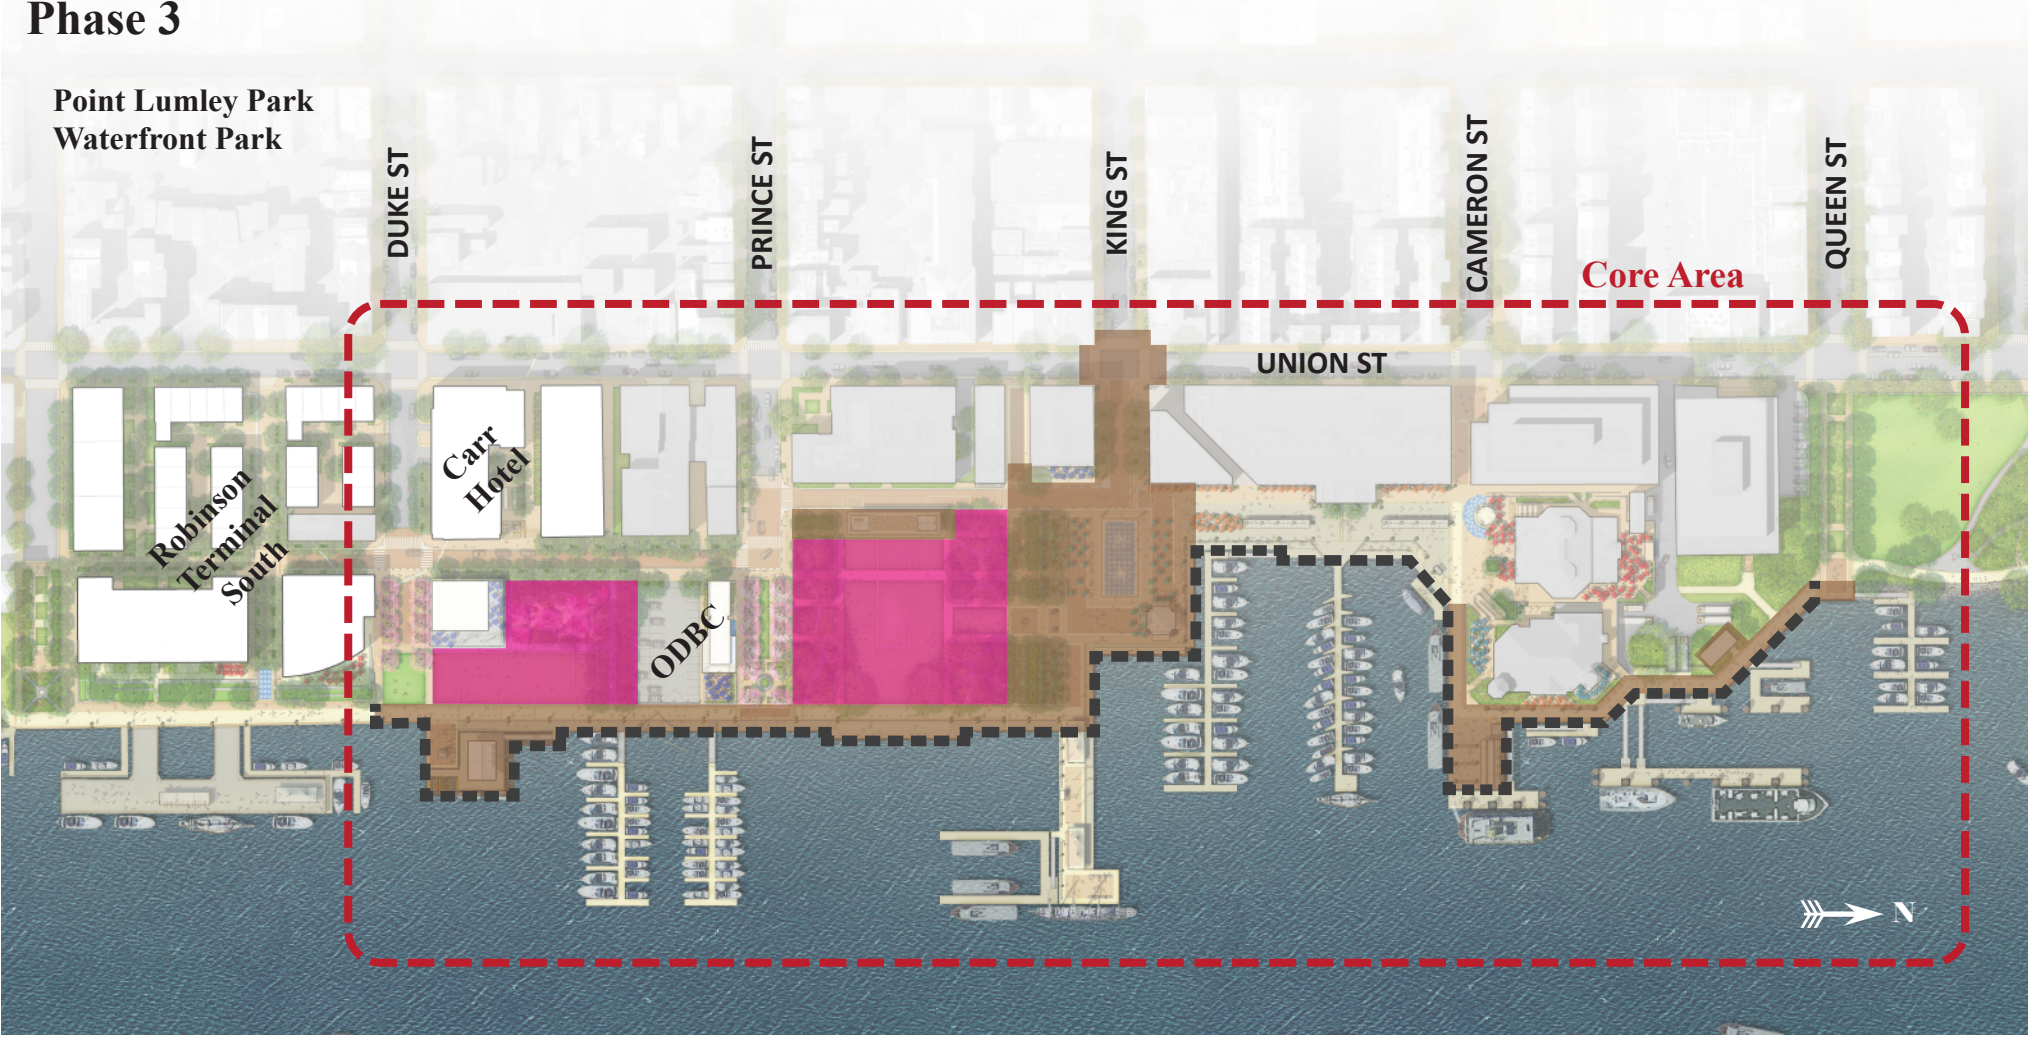 Phase 3
Point Lumley Park
Waterfront Park
DUKE ST
PRINCE ST
KING ST
CAMERON ST
QUEEN ST
Core Area
UNION ST
Carr
Hotel
Robinson
Terminal
South
ODBC
N